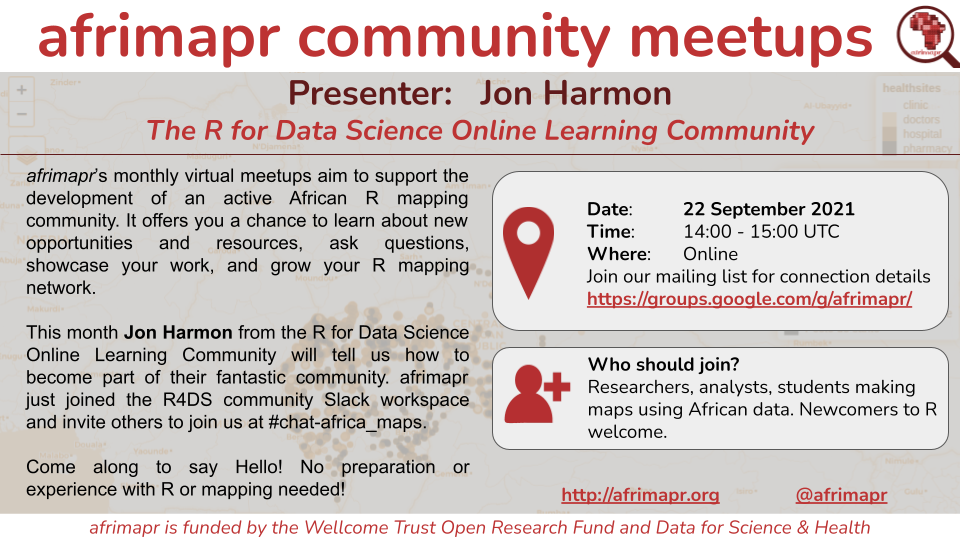 afrimapr community meetups
Presenter: Jon Harmon
The R for Data Science Online Learning Community
healthsites
clinic
doctors
hospital
pharmacy
afrimapr's monthly virtual meetups aim to support the
development of an active African R mapping
community. It offers you a chance to learn about new
opportunities and resources, ask questions,
showcase your work, and grow your R mapping
network.
This month Jon Harmon from the R for Data Science
Online Learning Community will tell us how to
become part of their fantastic community. afrimapr
just joined the R4DS community Slack workspace
and invite others to join us at #chat-africa_maps.
Come along to say Hello! No preparation or
experience with R or mapping needed!
Date: 22 September 2021
Time: 14:00 - 15:00 UTC
Where: Online
Join our mailing list for connection details
https://groups.google.com/g/afrimapr/
Who should join?
Researchers, analysts, students making
maps using African data. Newcomers to R
welcome.
http://afrimapr.org @afrimapr
afrimapr is funded by the Wellcome Trust Open Research Fund and Data for Science & Health